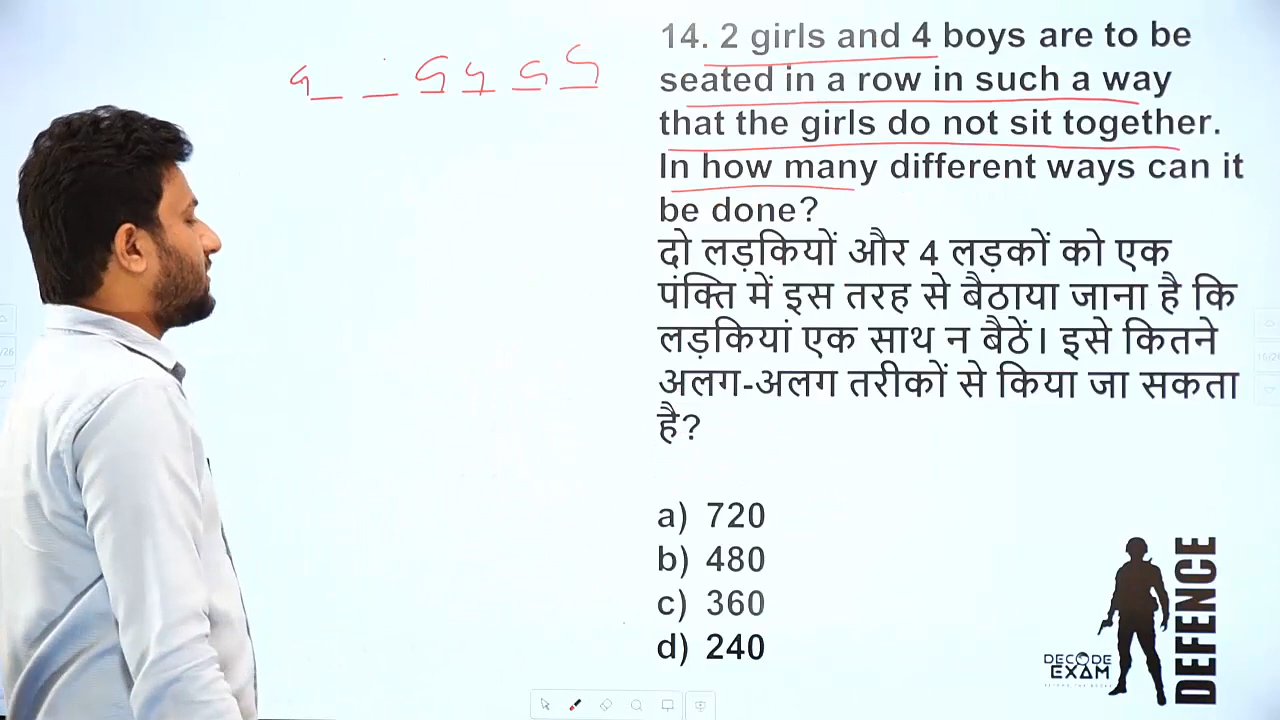 14. 2 girls and 4 boys are to be
seated in a row in such a way
that the girls do not sit together.
In how many different ways can it
be done?
दो लड़कियों और 4 लड़कों को एक
पंक्ति में इस तरह से बैठाया जाना है कि
लड़कियां एक साथ न बैठें। इसे कितने
अलग-अलग तरीकों से किया जा सकता
है?
a) 720
b) 480
c) 360
d) 240
DECODE
EXAM
DEFENCE